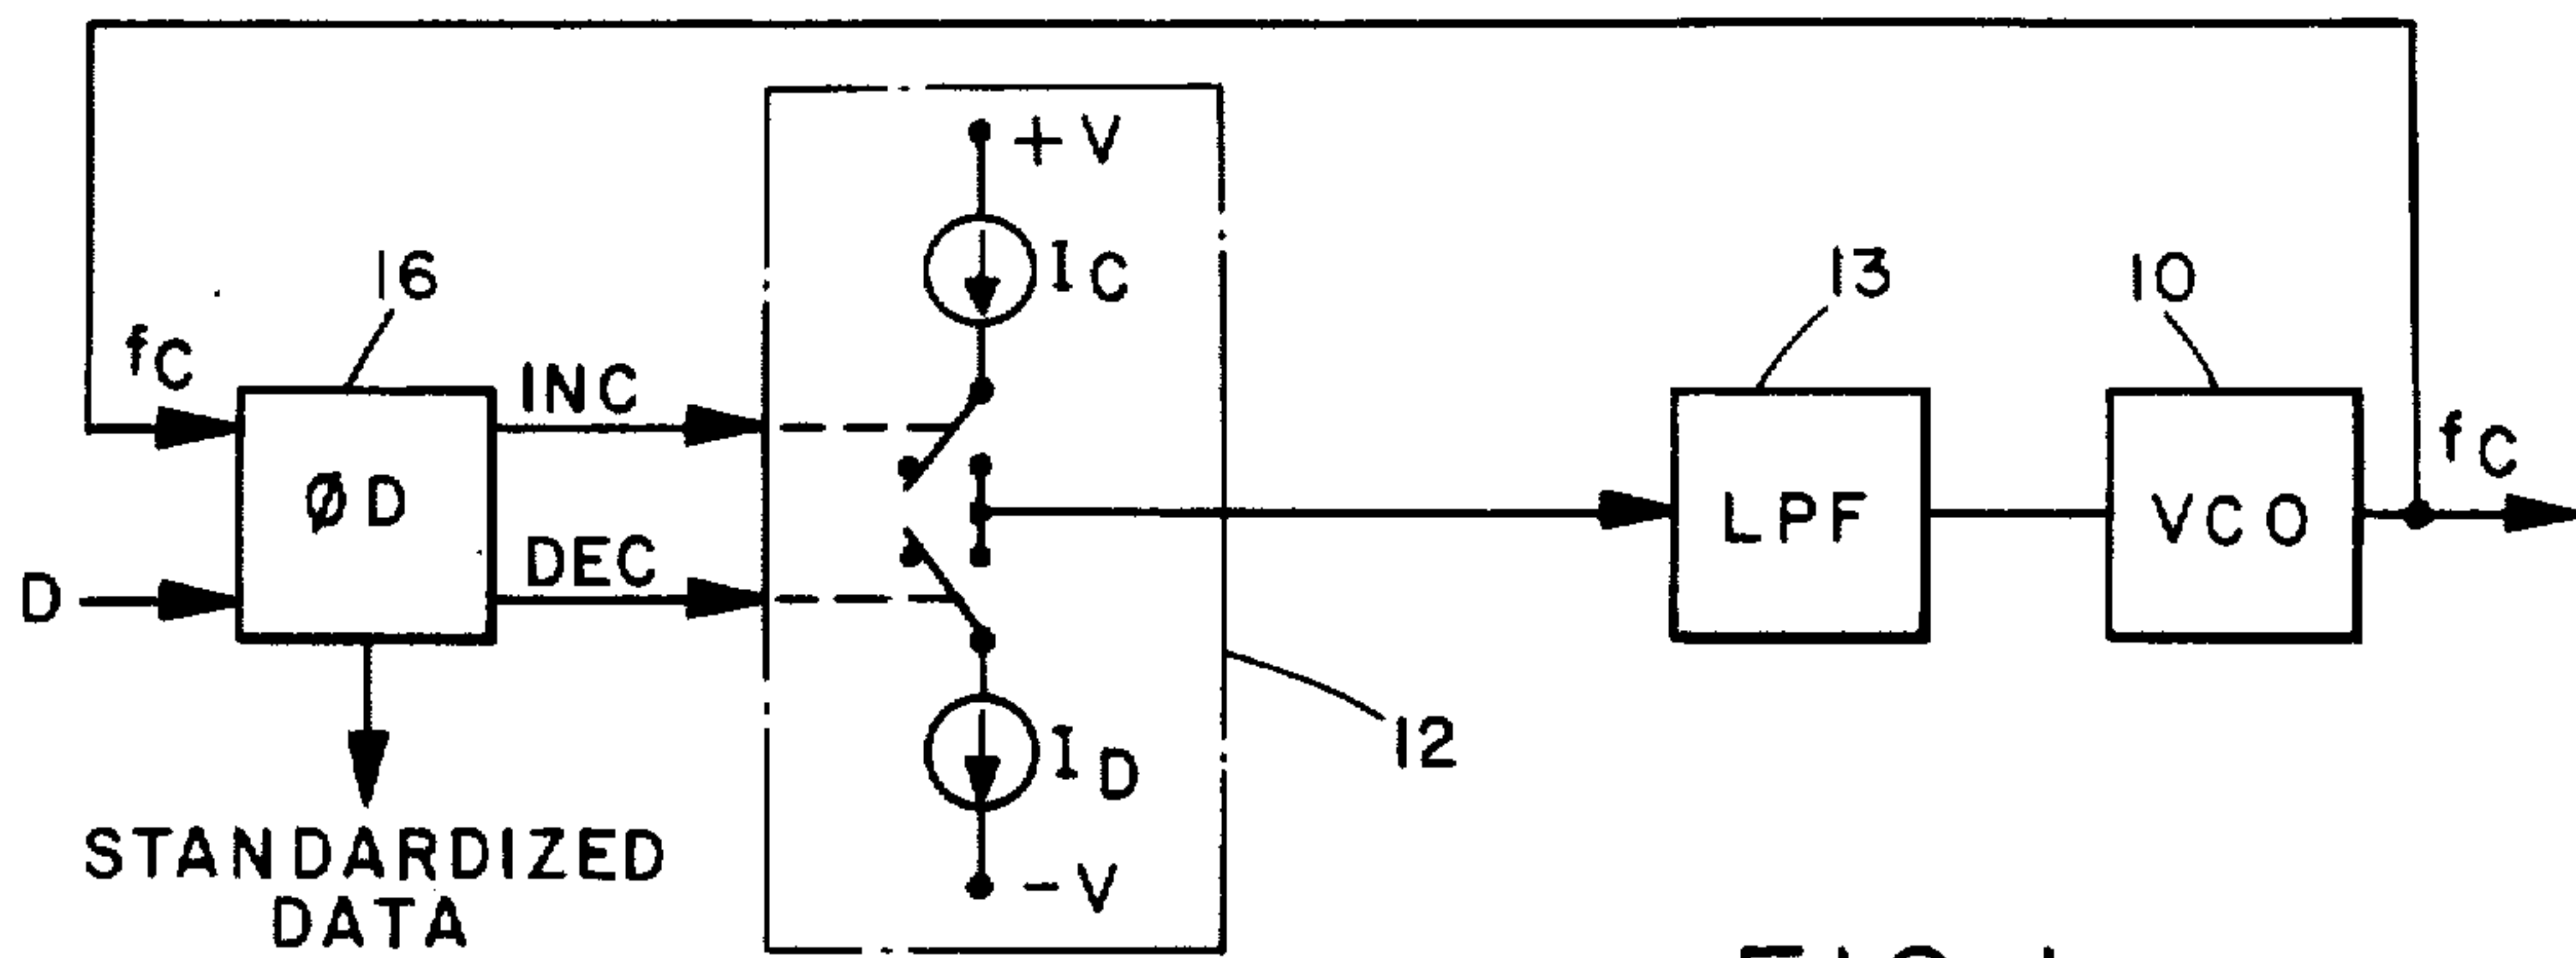 +V
IC
16
13
10
fC
INC
fC
ØD
LPF
VCO
DEC
D
ID
12
STANDARDIZED
DATA
-V